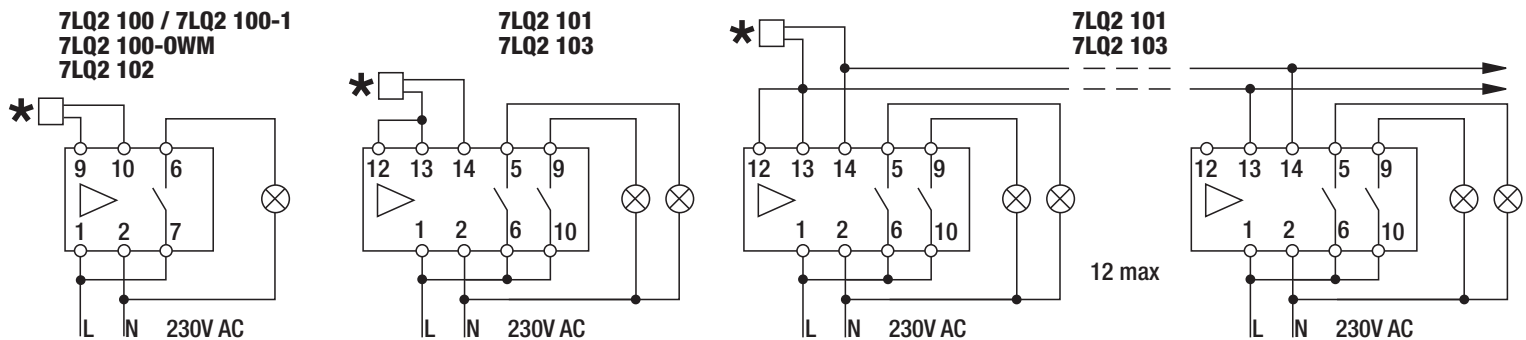 7LQ2 100 / 7LQ2 100-1
7LQ2 100-0WM
7LQ2 102
*
9 10 6
1 2 7
L N 230V AC
7LQ2 101
7LQ2 103
*
12 13 14 5 9
1 2 6 10
L N 230V AC
7LQ2 101
7LQ2 103
*
12 13 14 5 9
1 2 6 10
L N 230V AC
12 max
12 13 14 5 9
1 2 6 10
L N 230V AC